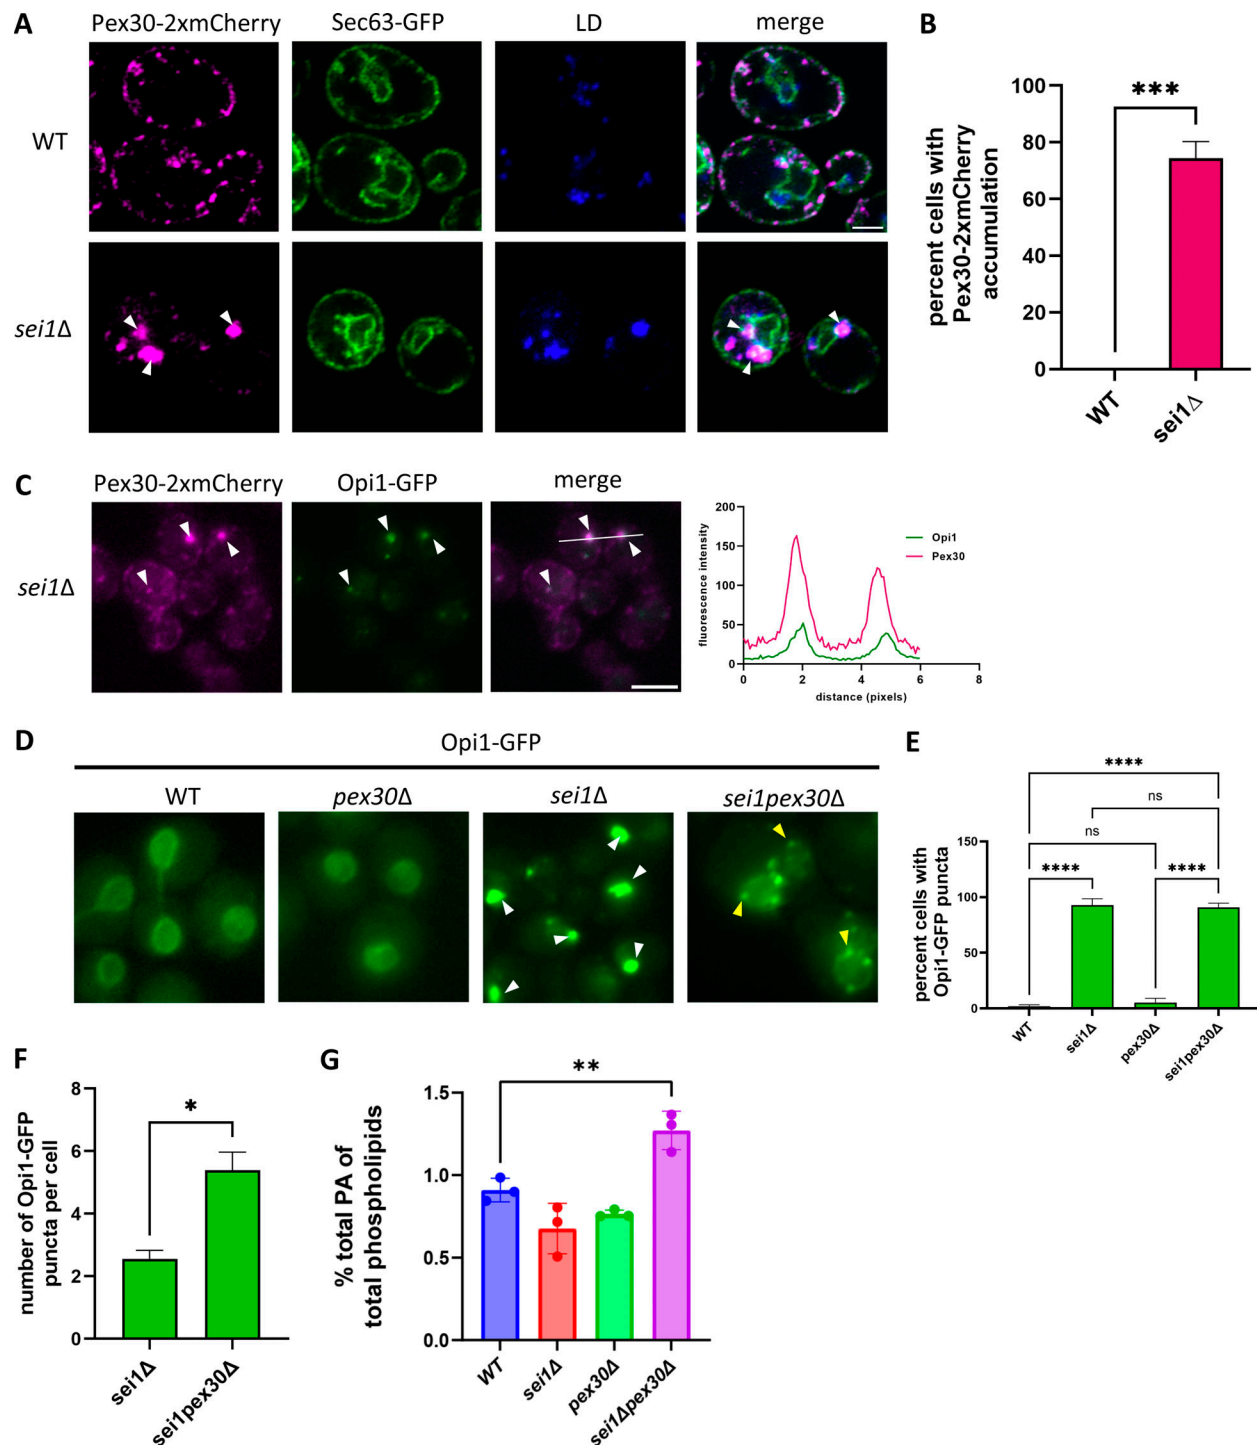 A
Pex30-2xmCherry
Sec63-GFP
LD
merge
WT
sei1Δ
B
***
percent cells with
Pex30-2xmCherry
accumulation
100
80
60
40
20
0
WT
sei1Δ
C
Pex30-2xmCherry
Opi1-GFP
merge
sei1Δ
fluorescence intensity
200
150
100
50
0
0
2
4
6
8
distance (pixels)
Opi1
Pex30
D
Opi1-GFP
WT
pex30Δ
sei1Δ
sei1pex30Δ
E
****
ns
ns
****
****
percent cells with
Opi1-GFP puncta
150
100
50
0
WT
sei1Δ
pex30Δ
sei1pex30Δ
F
*
number of Opi1-GFP
puncta per cell
8
6
4
2
0
sei1Δ
sei1pex30Δ
G
**
% total PA of
total phospholipids
1.5
1.0
0.5
0.0
WT
sei1Δ
pex30Δ
sei1Δpex30Δ